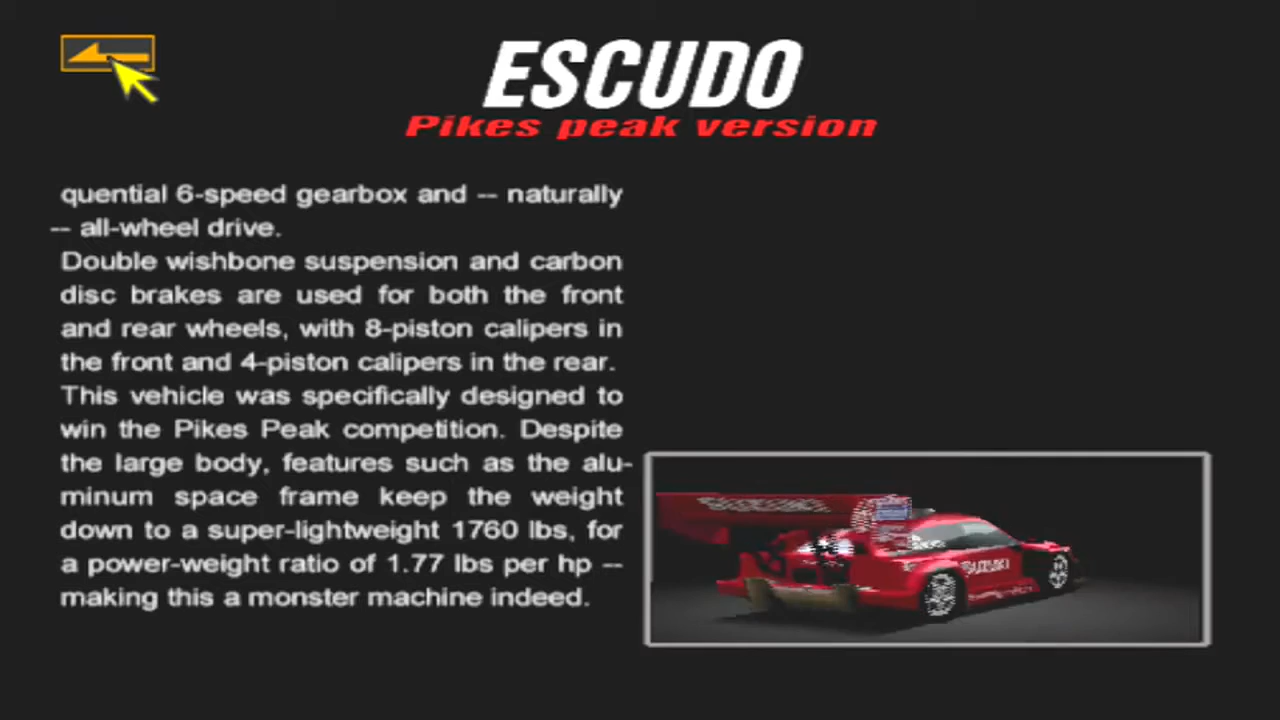 ESCUDO
Pikes peak version
quential 6-speed gearbox and -- naturally
-- all-wheel drive.
Double wishbone suspension and carbon
disc brakes are used for both the front
and rear wheels, with 8-piston calipers in
the front and 4-piston calipers in the rear.
This vehicle was specifically designed to
win the Pikes Peak competition. Despite
the large body, features such as the alu-
minum space frame keep the weight
down to a super-lightweight 1760 lbs, for
a power-weight ratio of 1.77 lbs per hp --
making this a monster machine indeed.
SUZUKI